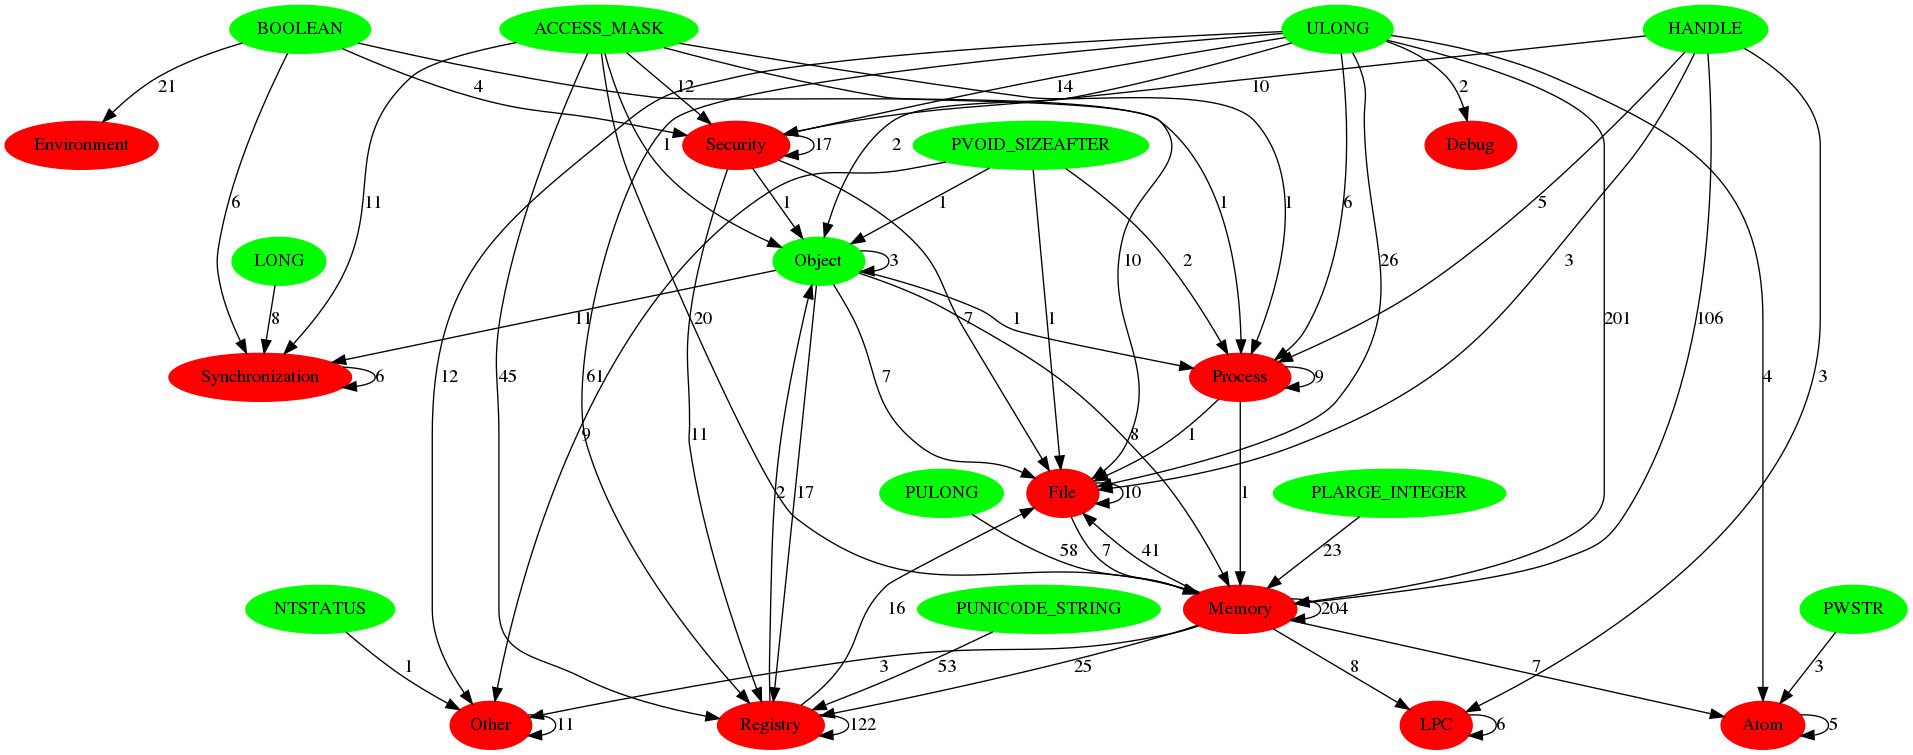 BOOLEAN ACCESS_MASK ULONG HANDLE
21 4 12 14 10 2
Environment Security 17 PVOID_SIZEAFTER Debug
1 2
6 11 1 1 1 1 6 5
LONG Object 3 2 10 26 3
8 11 20 7 1 1 201 106
Synchronization 6 12 45 61 7 Process 9 4 3
9 11 8 1
PULONG File 10 PLARGE_INTEGER
2 17 1
58 7 41 23
NTSTATUS 16 PUNICODE_STRING Memory 204 PWSTR
1 3 53 25 8 7 3
Other 11 Registry 122 LPC 6 Atom 5